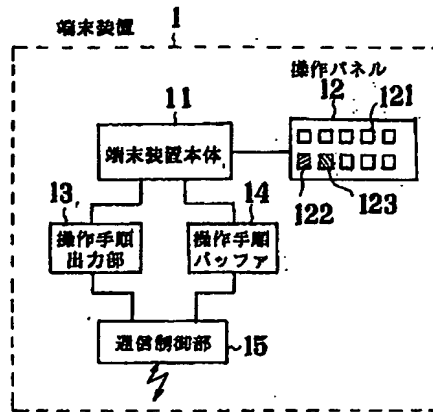 端末装置
1
操作パネル
12
121
11
端末装置本体
122
123
13
14
操作手順
出力部
操作手順
バッファ
通信制御部
15